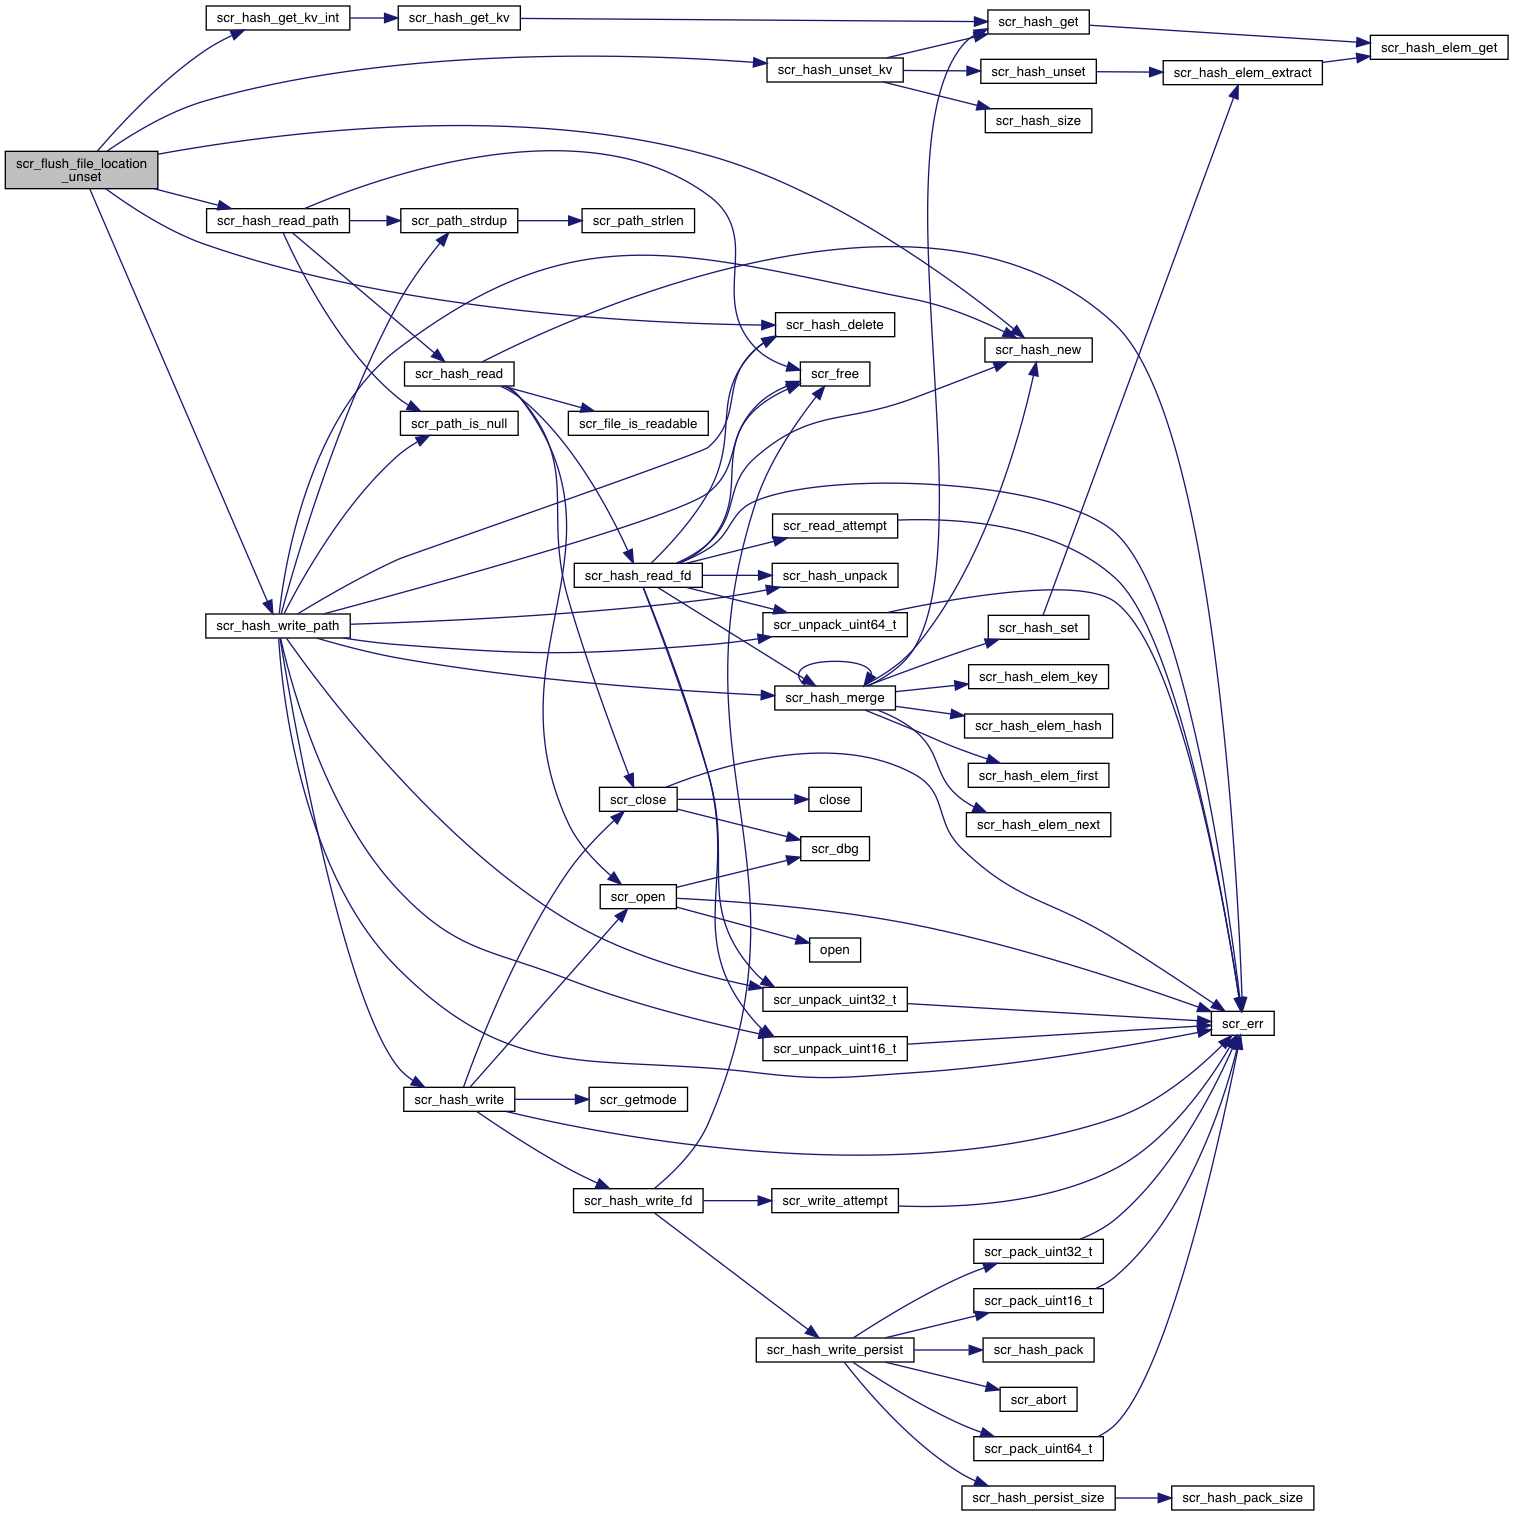 scr_hash_get_kv_int
scr_hash_get_kv
scr_hash_get
scr_hash_elem_get
scr_hash_unset_kv
scr_hash_unset
scr_hash_elem_extract
scr_hash_size
scr_flush_file_location
_unset
scr_hash_read_path
scr_path_strdup
scr_path_strlen
scr_hash_delete
scr_hash_new
scr_hash_read
scr_free
scr_path_is_null
scr_file_is_readable
scr_read_attempt
scr_hash_read_fd
scr_hash_unpack
scr_hash_write_path
scr_unpack_uint64_t
scr_hash_set
scr_hash_elem_key
scr_hash_merge
scr_hash_elem_hash
scr_hash_elem_first
scr_close
close
scr_hash_elem_next
scr_dbg
scr_open
open
scr_unpack_uint32_t
scr_err
scr_unpack_uint16_t
scr_hash_write
scr_getmode
scr_hash_write_fd
scr_write_attempt
scr_pack_uint32_t
scr_pack_uint16_t
scr_hash_write_persist
scr_hash_pack
scr_abort
scr_pack_uint64_t
scr_hash_persist_size
scr_hash_pack_size